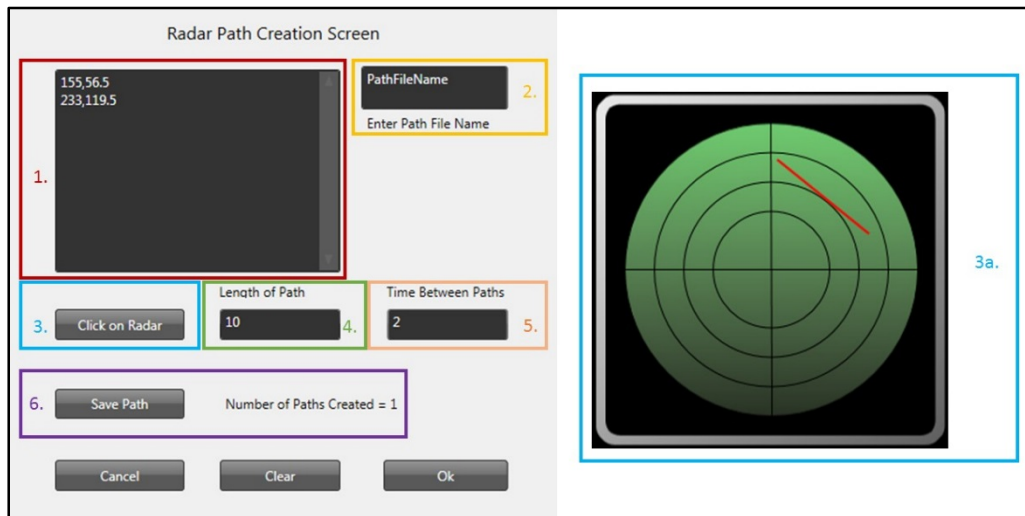 Radar Path Creation Screen
155,56.5
233,119.5
1.
PathFileName
2.
Enter Path File Name
3a.
Length of Path
Time Between Paths
3.
Click on Radar
10
4.
2
5.
6.
Save Path
Number of Paths Created = 1
Cancel
Clear
Ok